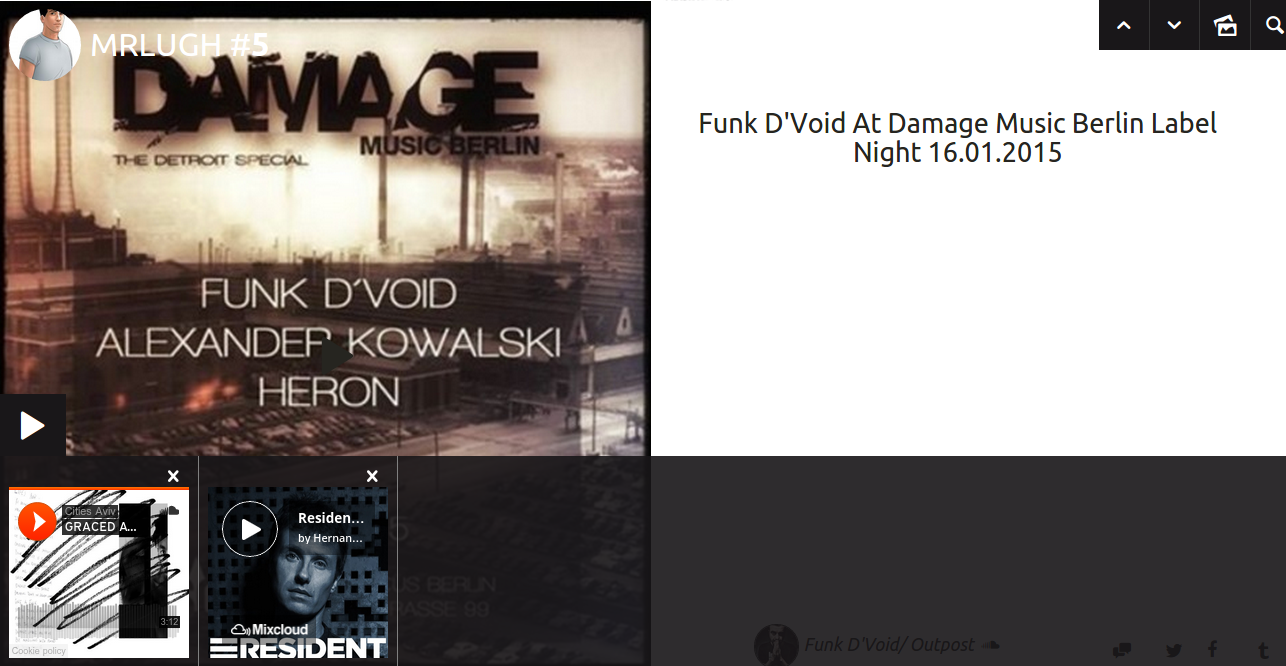 MRLUGH #5
DAMAGE
MUSIC BERLIN
THE DETROIT SPECIAL
FUNK D´VOID
ALEXANDER KOWALSKI
HERON
Funk D'Void At Damage Music Berlin Label
Night 16.01.2015
Cities Aviv
GRACED A...
3:12
Cookie policy
Residen...
by Hernan...
Mixcloud
RESIDENT
BERLIN
99
Funk D'Void/ Outpost